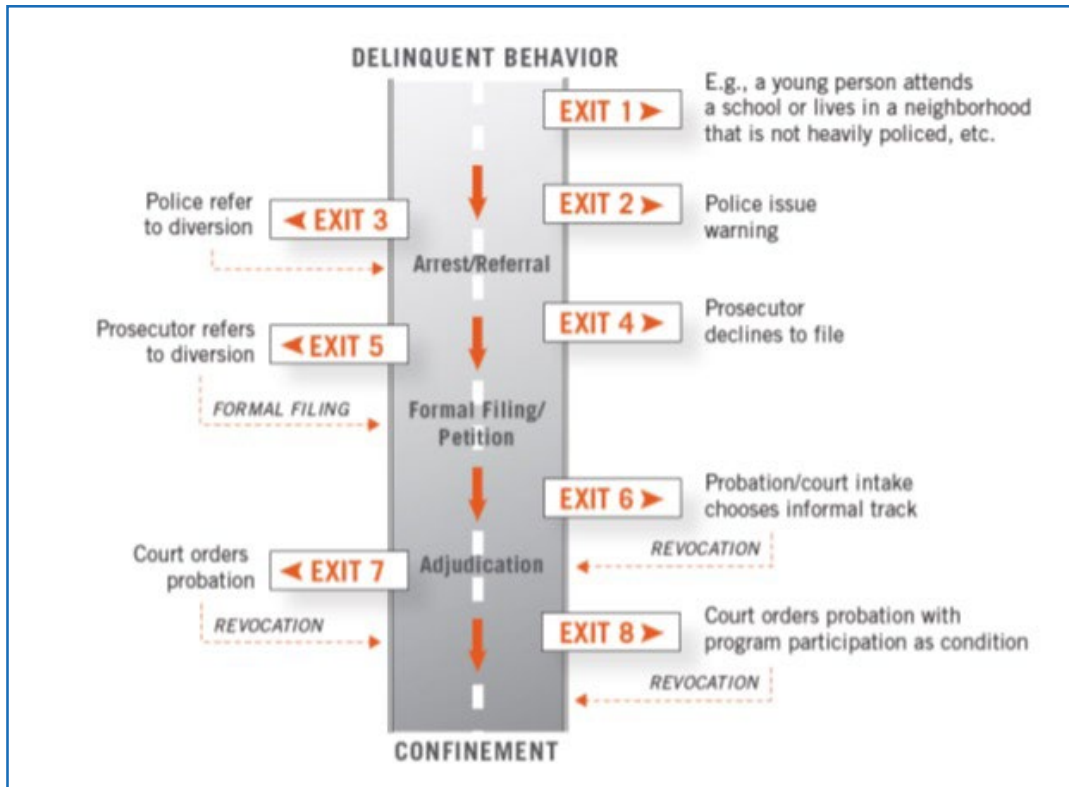 DELINQUENT BEHAVIOR
EXIT 1
E.g., a young person attends
a school or lives in a neighborhood
that is not heavily policed, etc.
EXIT 2
Police issue
warning
Police refer
to diversion
EXIT 3
Arrest/Referral
EXIT 4
Prosecutor
declines to file
Prosecutor refers
to diversion
EXIT 5
FORMAL FILING
Formal Filing/
Petition
EXIT 6
Probation/court intake
chooses informal track
REVOCATION
Court orders
probation
EXIT 7
Adjudication
REVOCATION
EXIT 8
Court orders probation with
program participation as condition
REVOCATION
CONFINEMENT